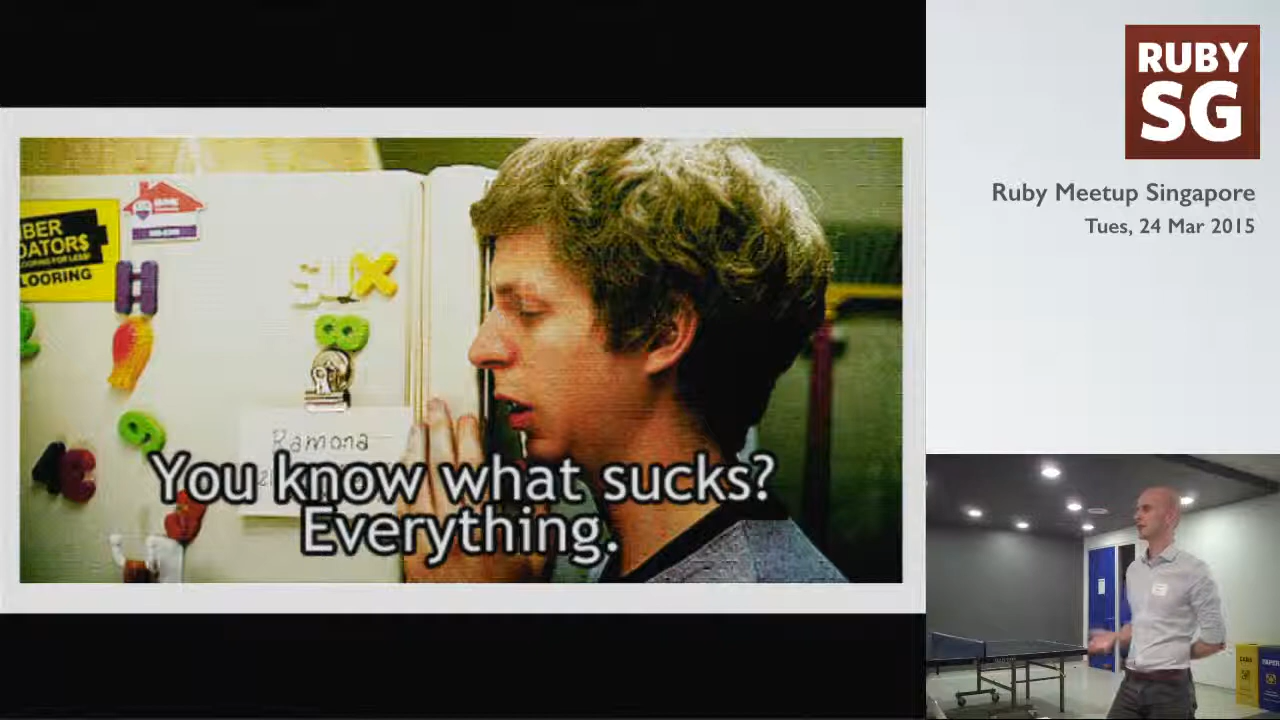 RUBY
SG
Ruby Meetup Singapore
Tues, 24 Mar 2015
LOORING
H
X
Ramona
You know what sucks?
Everything.